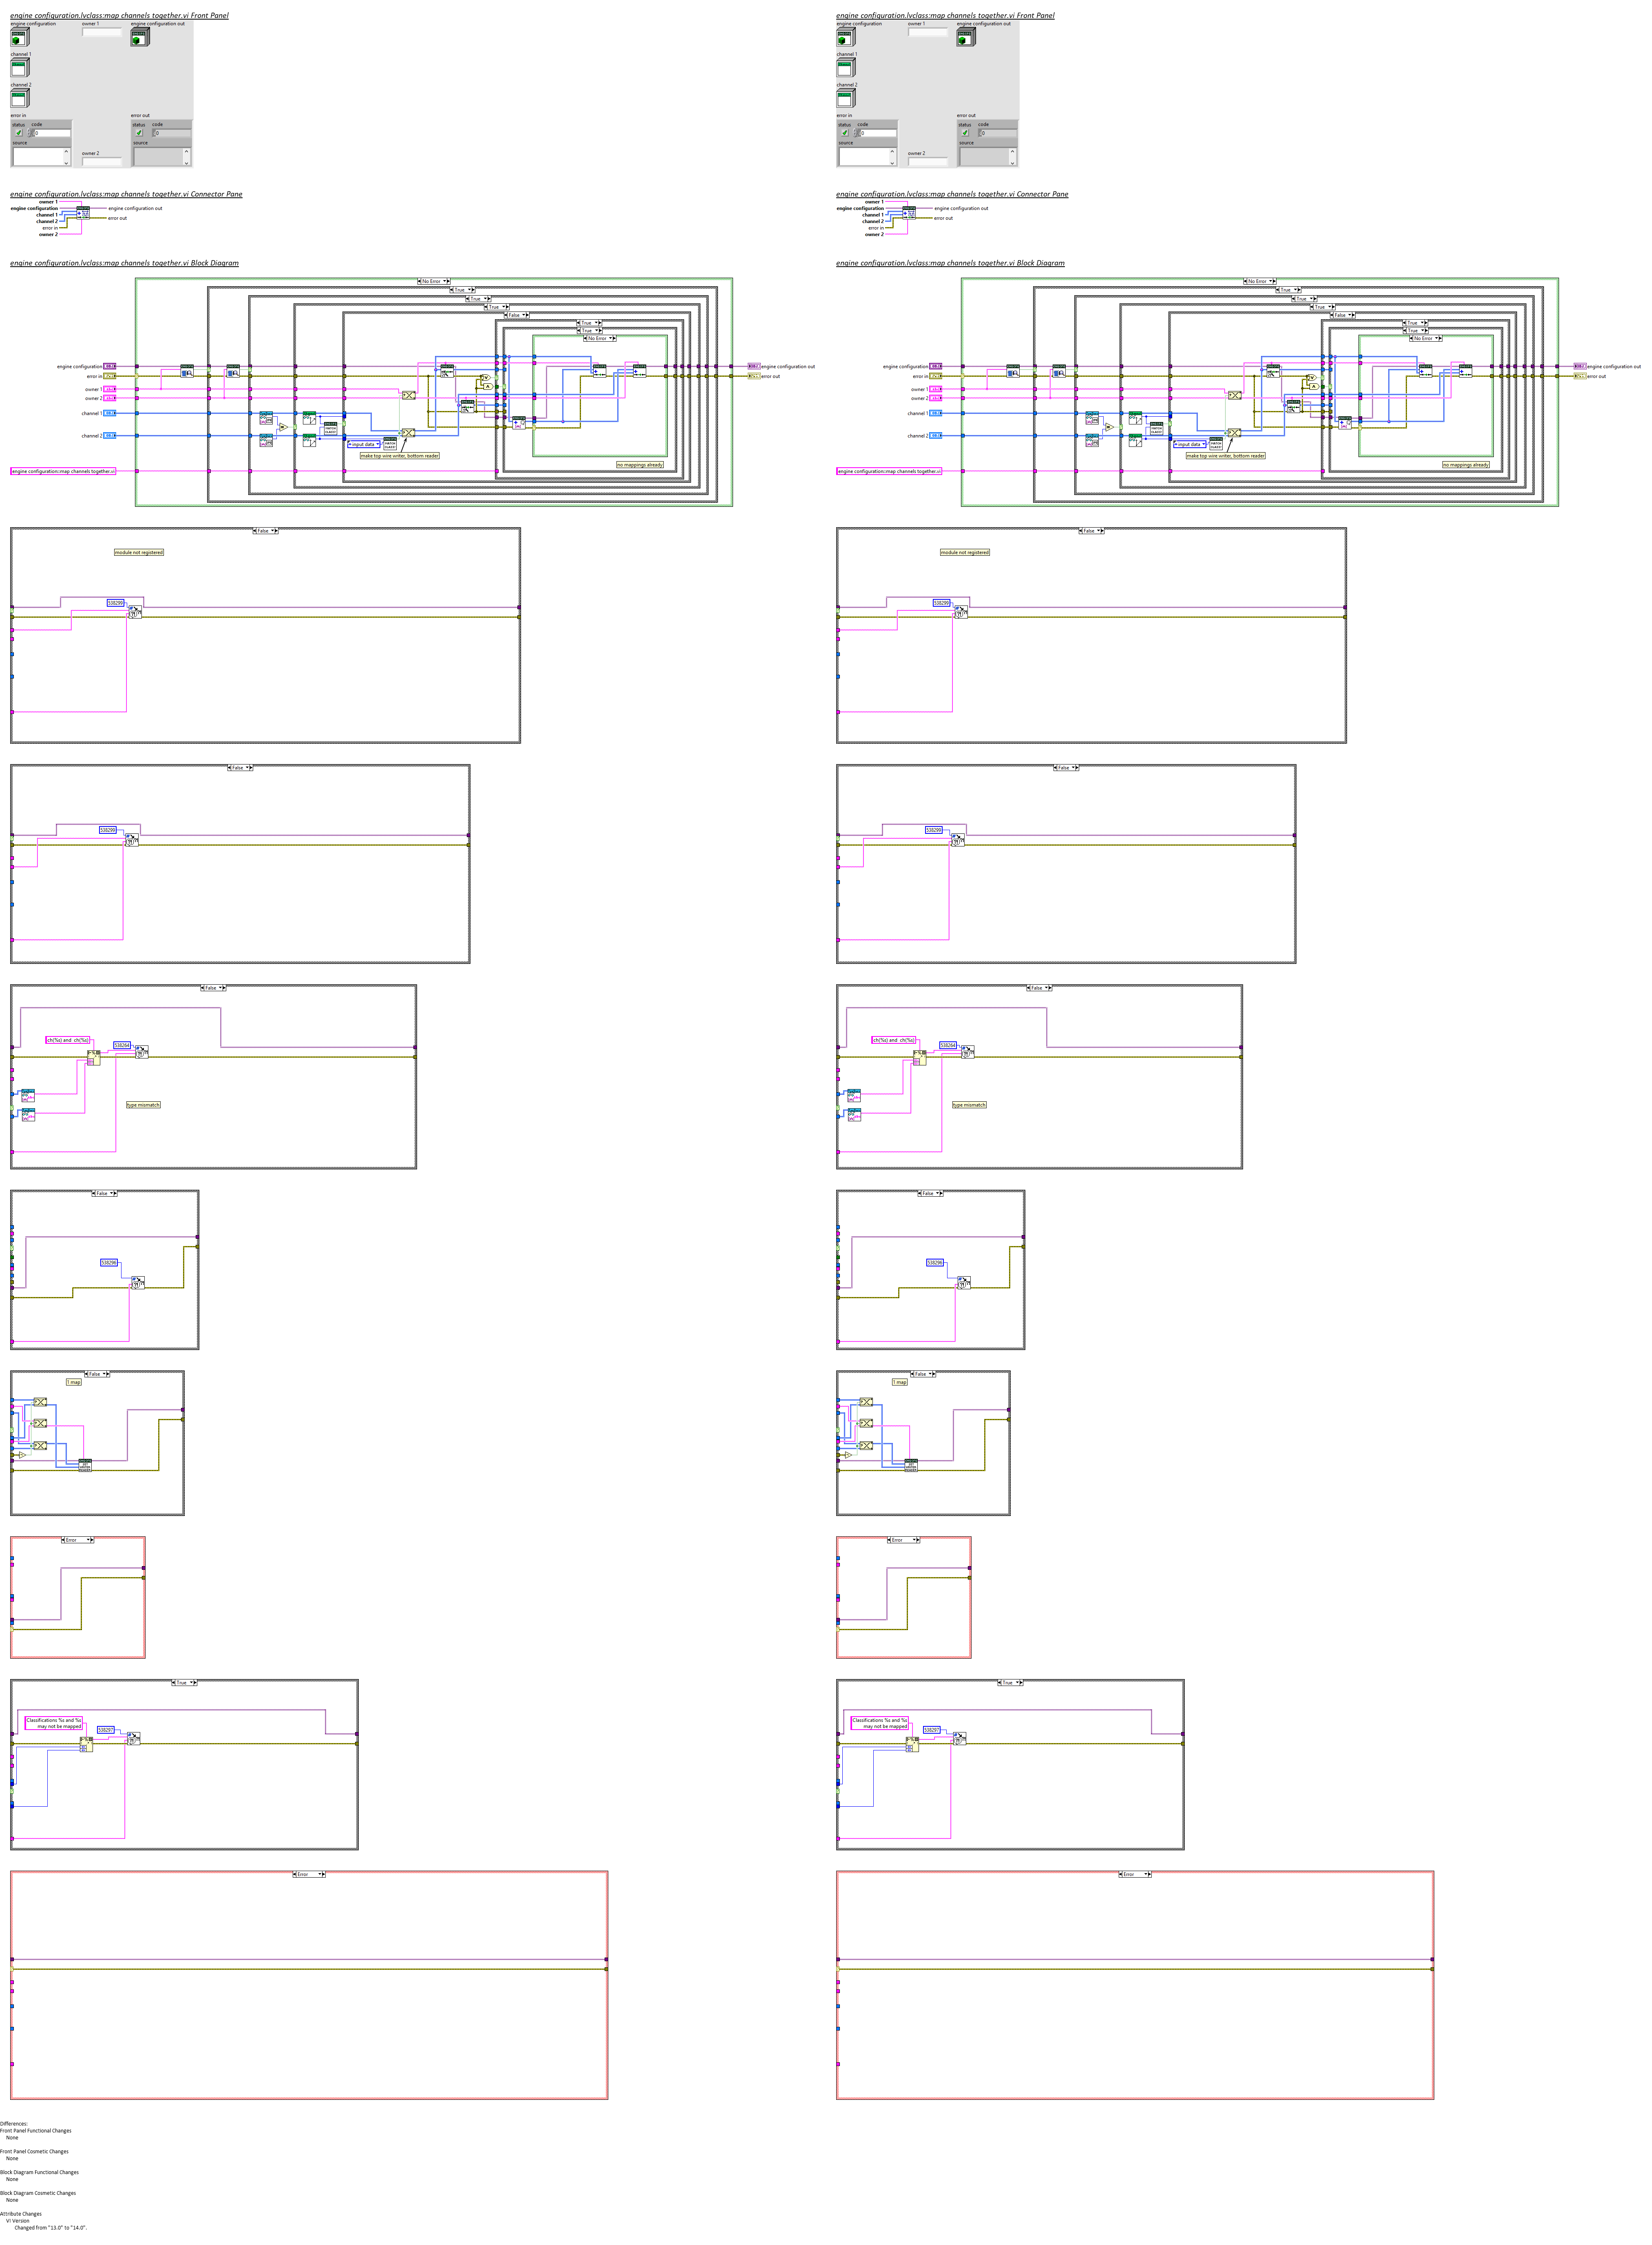 engine configuration.lvclass:map channels together.vi Front Panel
engine configuration
owner 1
engine configuration out
channel 1
channel 2
error in
error out
status code
0
status code
0
source
source
owner 2
engine configuration.lvclass:map channels together.vi Connector Pane
owner 1
engine configuration
engine configuration out
channel 1
channel 2
error out
error in
owner 2
engine configuration.lvclass:map channels together.vi Block Diagram
No Error
True
True
True
False
True
True
No Error
engine configuration
engine configuration out
error in
error out
owner 1
owner 2
channel 1
channel 2
input data
make top wire writer, bottom reader
no mappings already
engine configuration:map channels together.vi
False
module not registered
538299
False
538299
False
ch(%s) and ch(%s)
538264
type mismatch
False
538296
False
1 map
Error
True
Classifications %s and %s
may not be mapped
538297
Error
engine configuration.lvclass:map channels together.vi Front Panel
engine configuration
owner 1
engine configuration out
channel 1
channel 2
error in
error out
status code
0
status code
0
source
source
owner 2
engine configuration.lvclass:map channels together.vi Connector Pane
owner 1
engine configuration
engine configuration out
channel 1
channel 2
error out
error in
owner 2
engine configuration.lvclass:map channels together.vi Block Diagram
No Error
True
True
True
False
True
True
No Error
engine configuration
engine configuration out
error in
error out
owner 1
owner 2
channel 1
channel 2
input data
make top wire writer, bottom reader
no mappings already
engine configuration:map channels together.vi
False
module not registered
538299
False
538299
False
ch(%s) and ch(%s)
538264
type mismatch
False
538296
False
1 map
Error
True
Classifications %s and %s
may not be mapped
538297
Error
Differences:
Front Panel Functional Changes
None
Front Panel Cosmetic Changes
None
Block Diagram Functional Changes
None
Block Diagram Cosmetic Changes
None
Attribute Changes
VI Version
Changed from "13.0" to "14.0".